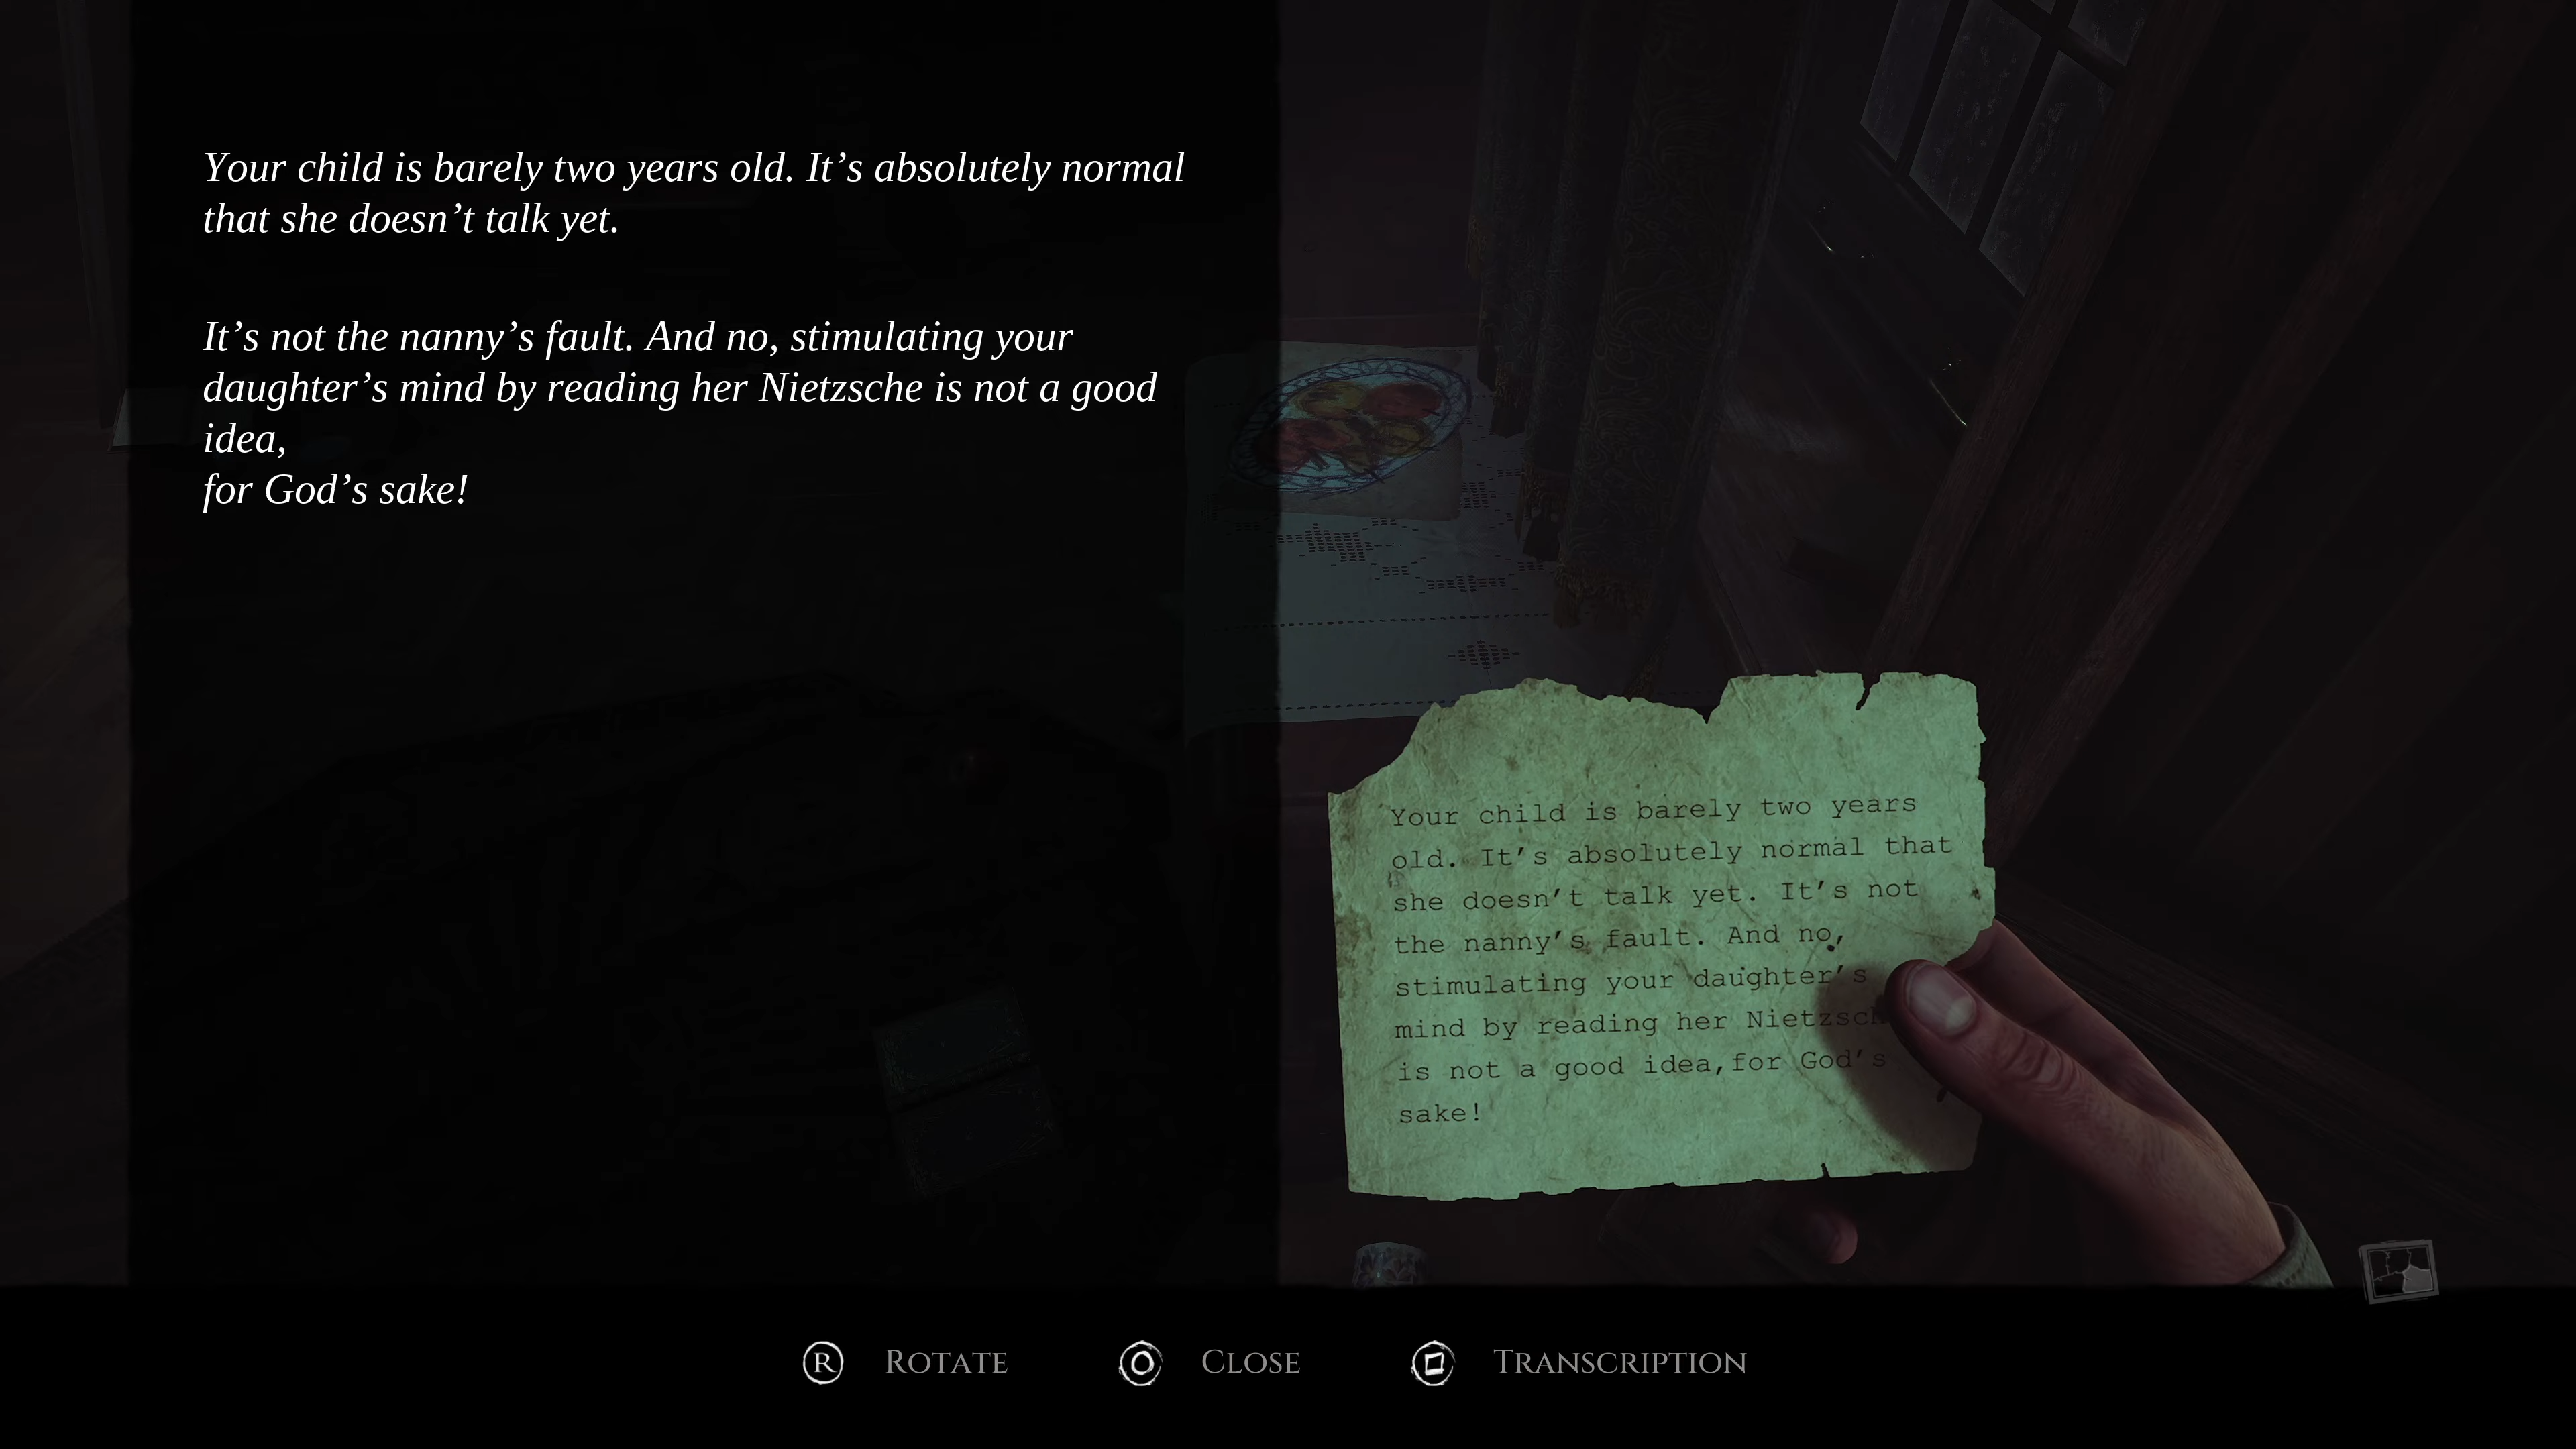 Your child is barely two years old. It’s absolutely normal
that she doesn’t talk yet.
It’s not the nanny’s fault. And no, stimulating your
daughter’s mind by reading her Nietzsche is not a good
idea,
for God’s sake!
Your child is barely two years
old. It’s absolutely normal that
she doesn’t talk yet. It’s not
the nanny’s fault. And no,
stimulating your daughter’s
mind by reading her Nietzsch
is not a good idea,for God’s
sake!
R Rotate Close Transcription